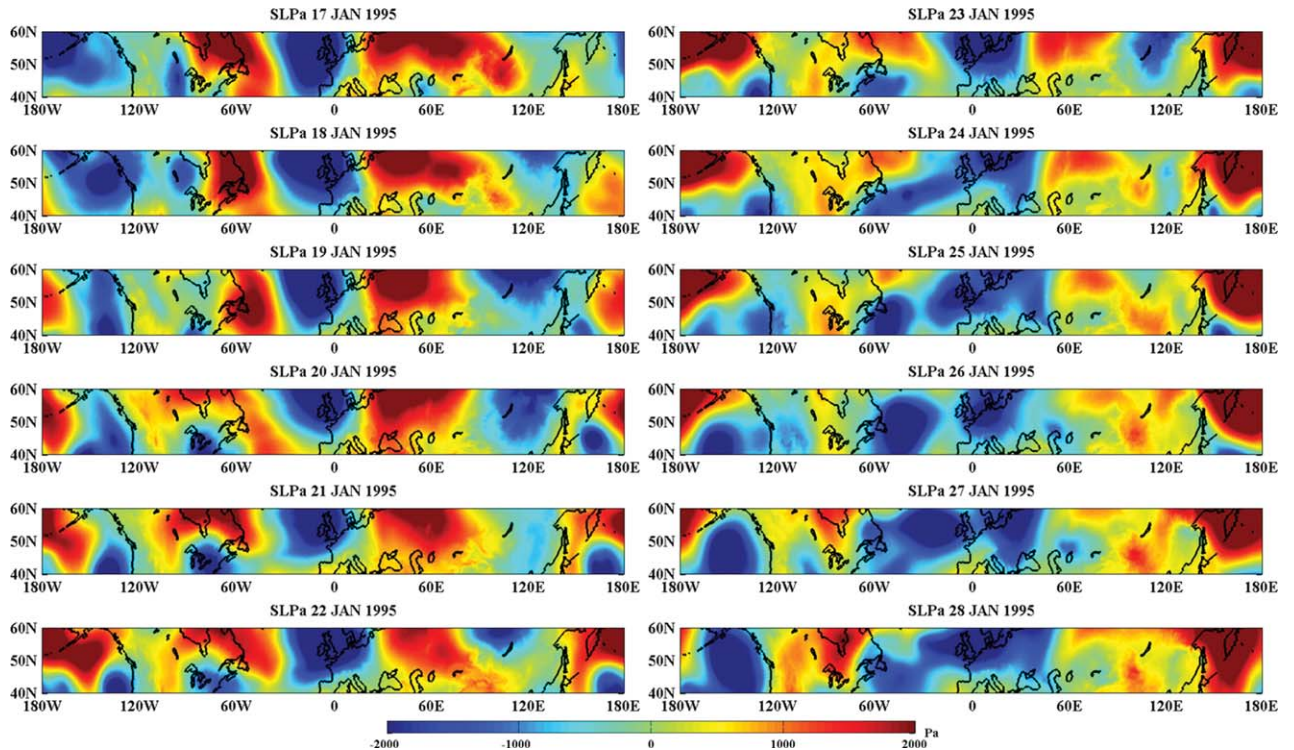 SLPa 17 JAN 1995
60N
50N
40N
180W 120W 60W 0 60E 120E 180E
SLPa 18 JAN 1995
60N
50N
40N
180W 120W 60W 0 60E 120E 180E
SLPa 19 JAN 1995
60N
50N
40N
180W 120W 60W 0 60E 120E 180E
SLPa 20 JAN 1995
60N
50N
40N
180W 120W 60W 0 60E 120E 180E
SLPa 21 JAN 1995
60N
50N
40N
180W 120W 60W 0 60E 120E 180E
SLPa 22 JAN 1995
60N
50N
40N
180W 120W 60W 0 60E 120E 180E
SLPa 23 JAN 1995
60N
50N
40N
180W 120W 60W 0 60E 120E 180E
SLPa 24 JAN 1995
60N
50N
40N
180W 120W 60W 0 60E 120E 180E
SLPa 25 JAN 1995
60N
50N
40N
180W 120W 60W 0 60E 120E 180E
SLPa 26 JAN 1995
60N
50N
40N
180W 120W 60W 0 60E 120E 180E
SLPa 27 JAN 1995
60N
50N
40N
180W 120W 60W 0 60E 120E 180E
SLPa 28 JAN 1995
60N
50N
40N
180W 120W 60W 0 60E 120E 180E
Pa
-2000 -1000 0 1000 2000